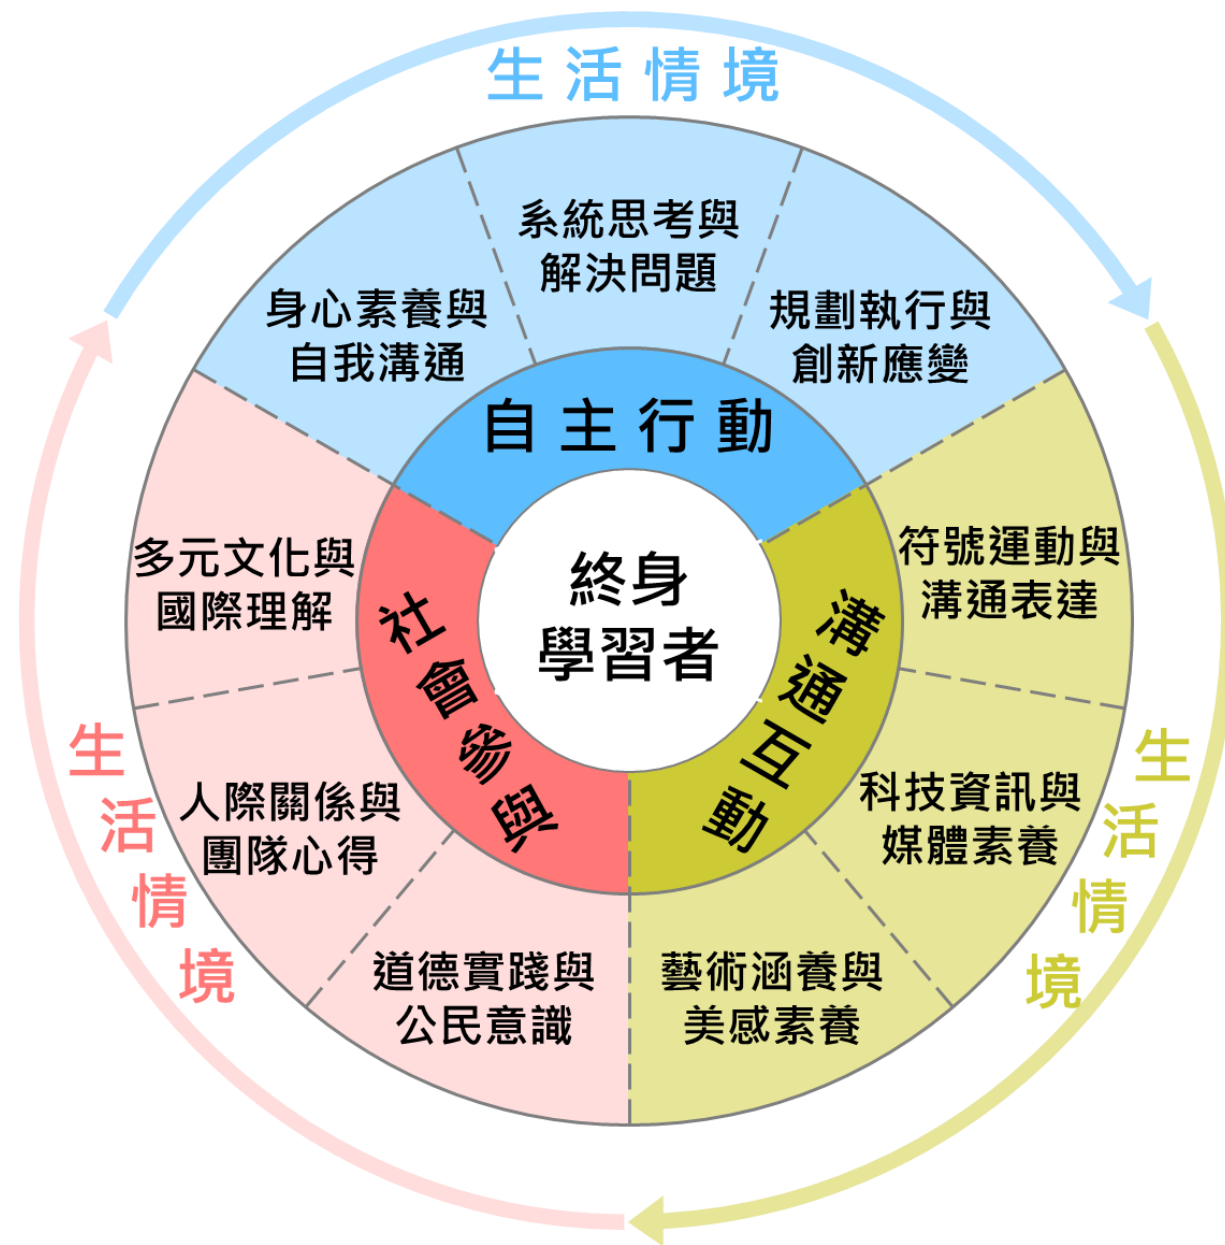 生活情境
系統思考與
解決問題
身心素養與
自我溝通
規劃執行與
創新應變
自主行動
多元文化與
國際理解
符號運動與
溝通表達
終身
學習者
社會參與
溝通互動
人際關係與
團隊心得
科技資訊與
媒體素養
道德實踐與
公民意識
藝術涵養與
美感素養
生活情境
生活情境